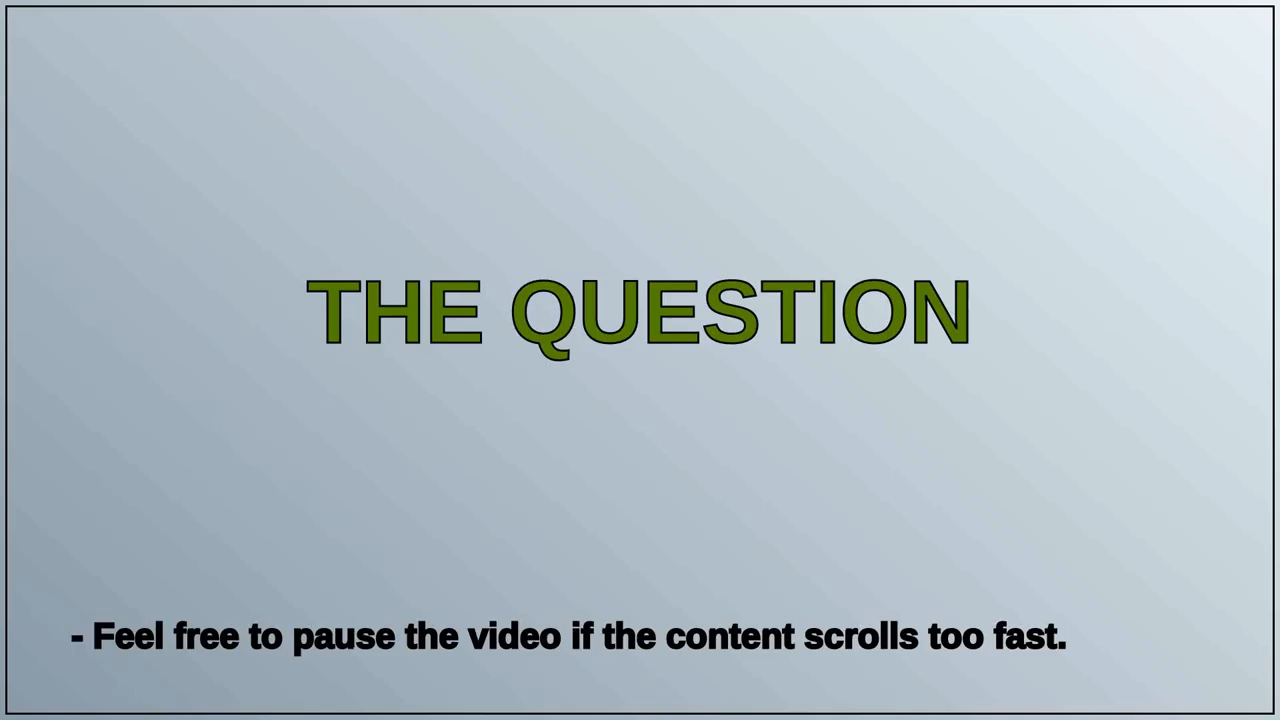 THE QUESTION
- Feel free to pause the video if the content scrolls too fast.